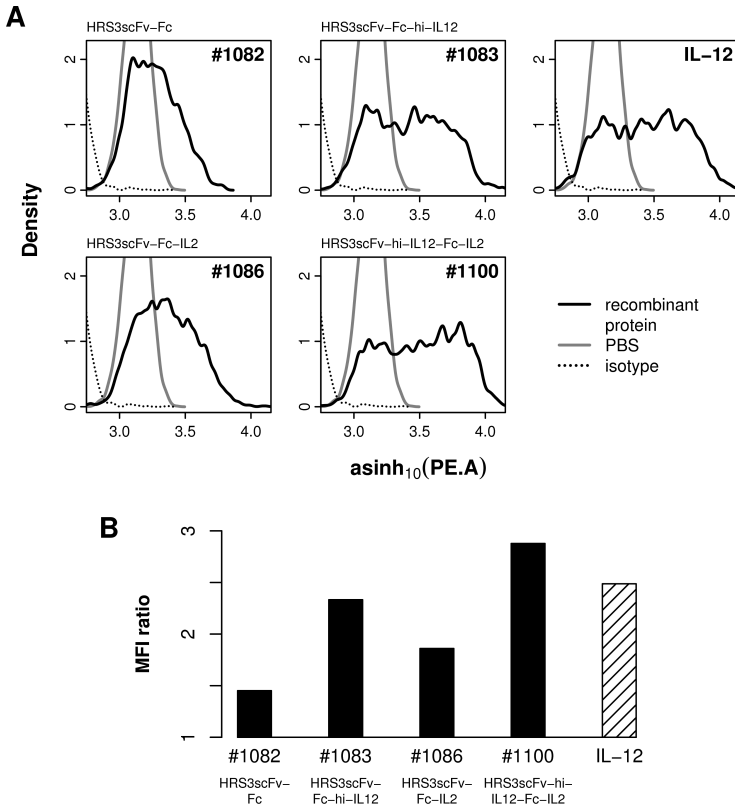 A
HRS3scFv−Fc
HRS3scFv−Fc−hi−IL12
#1082
#1083
IL−12
2
1
0
3.0 3.5 4.0
2
1
0
3.0 3.5 4.0
2
1
0
3.0 3.5 4.0
Density
HRS3scFv−Fc−IL2
HRS3scFv−hi−IL12−Fc−IL2
#1086
#1100
2
1
0
3.0 3.5 4.0
2
1
0
3.0 3.5 4.0
recombinant
protein
PBS
isotype
asinh10(PE.A)
B
MFI ratio
3
2
1
#1082 #1083 #1086 #1100 IL−12
HRS3scFv− HRS3scFv− HRS3scFv− HRS3scFv−hi−
Fc Fc−hi−IL12 Fc−IL2 IL12−Fc−IL2